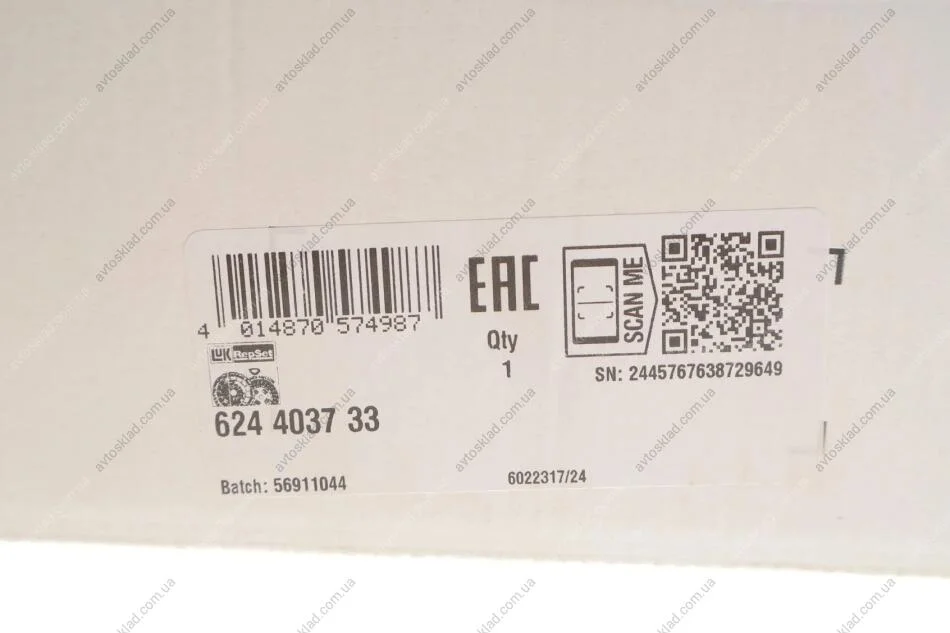 4 014870 574987
EAC
Qty
1
SCAN ME
SN: 2445767638729649
LUK RepSet
624 4037 33
Batch: 56911044
6022317/24
avtosklad.com.ua